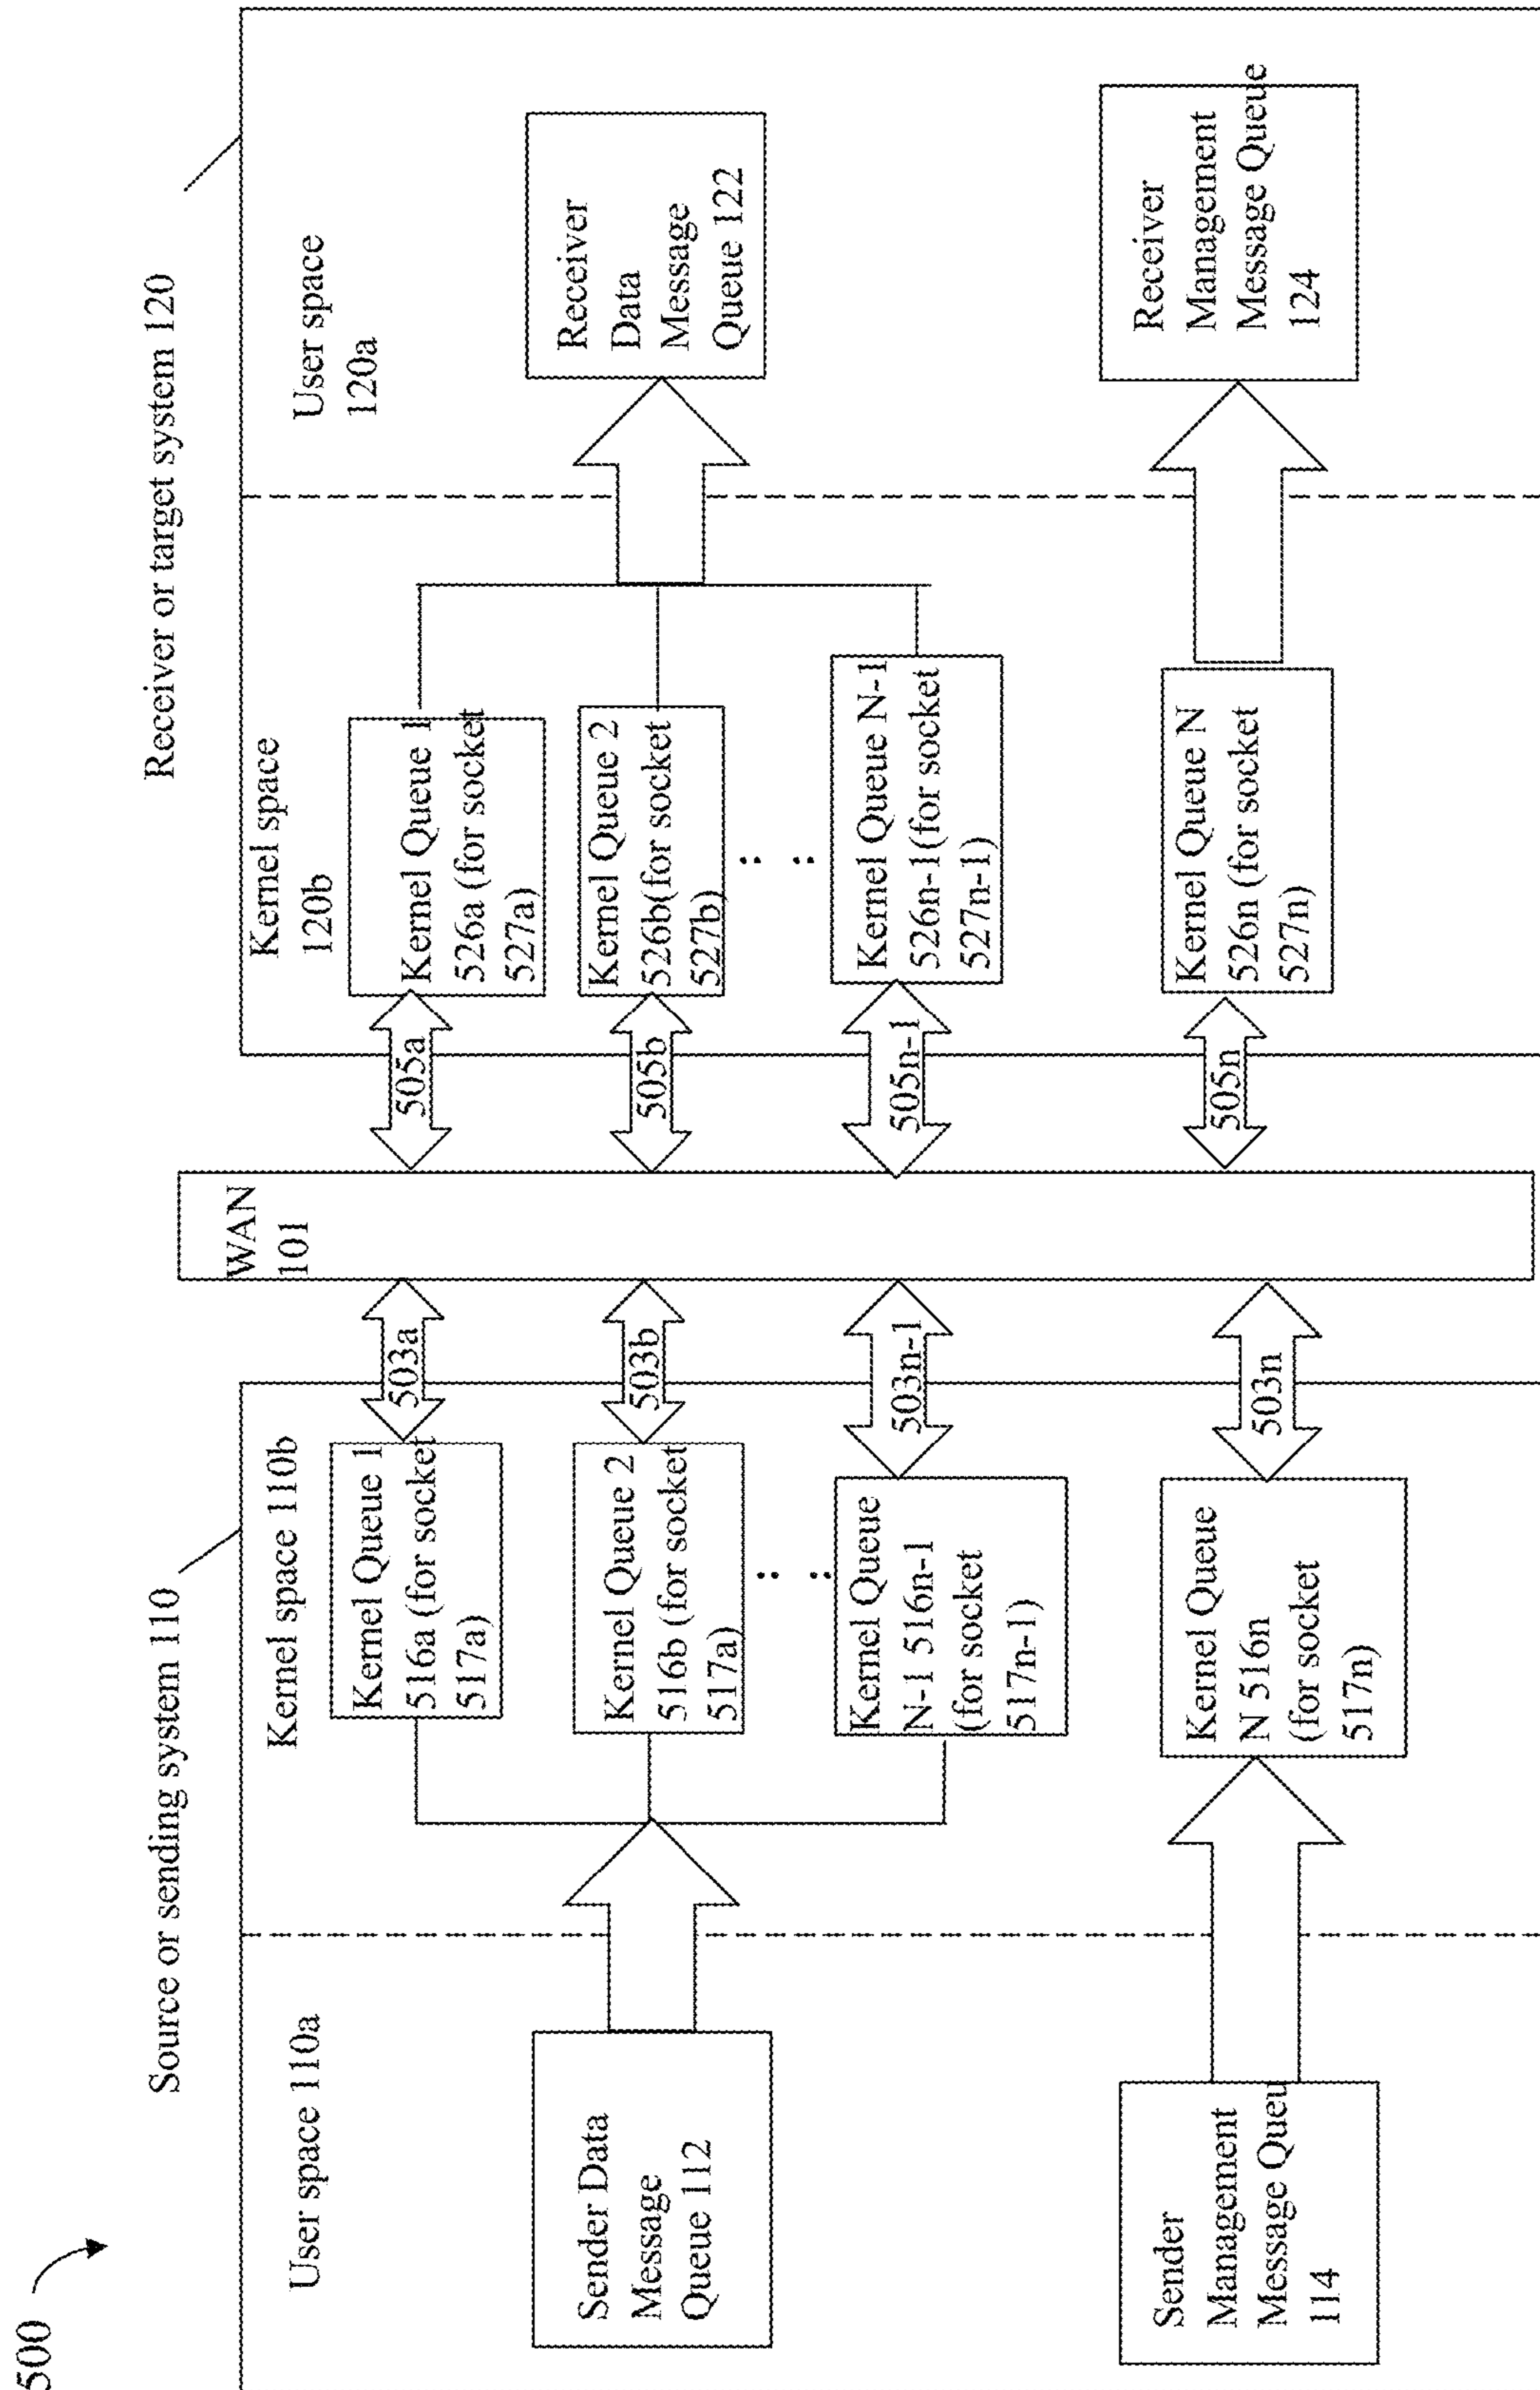 500
Source or sending system 110
User space 110a
Kernel space 110b
Sender Data
Message
Queue 112
Sender
Management
Message Queu
114
Kernel Queue 1
516a (for socket
517a)
Kernel Queue 2
516b (for socket
517a)
Kernel Queue
N-1 516n-1
(for socket
517n-1)
Kernel Queue
N 516n
(for socket
517n)
503a
503b
503n-1
503n
WAN
101
505a
505b
505n-1
505n
Receiver or target system 120
Kernel space
120b
User space
120a
Kernel Queue 1
526a (for socket
527a)
Kernel Queue 2
526b(for socket
527b)
Kernel Queue N-1
526n-1(for socket
527n-1)
Kernel Queue N
526n (for socket
527n)
Receiver
Data
Message
Queue 122
Receiver
Management
Message Queue
124